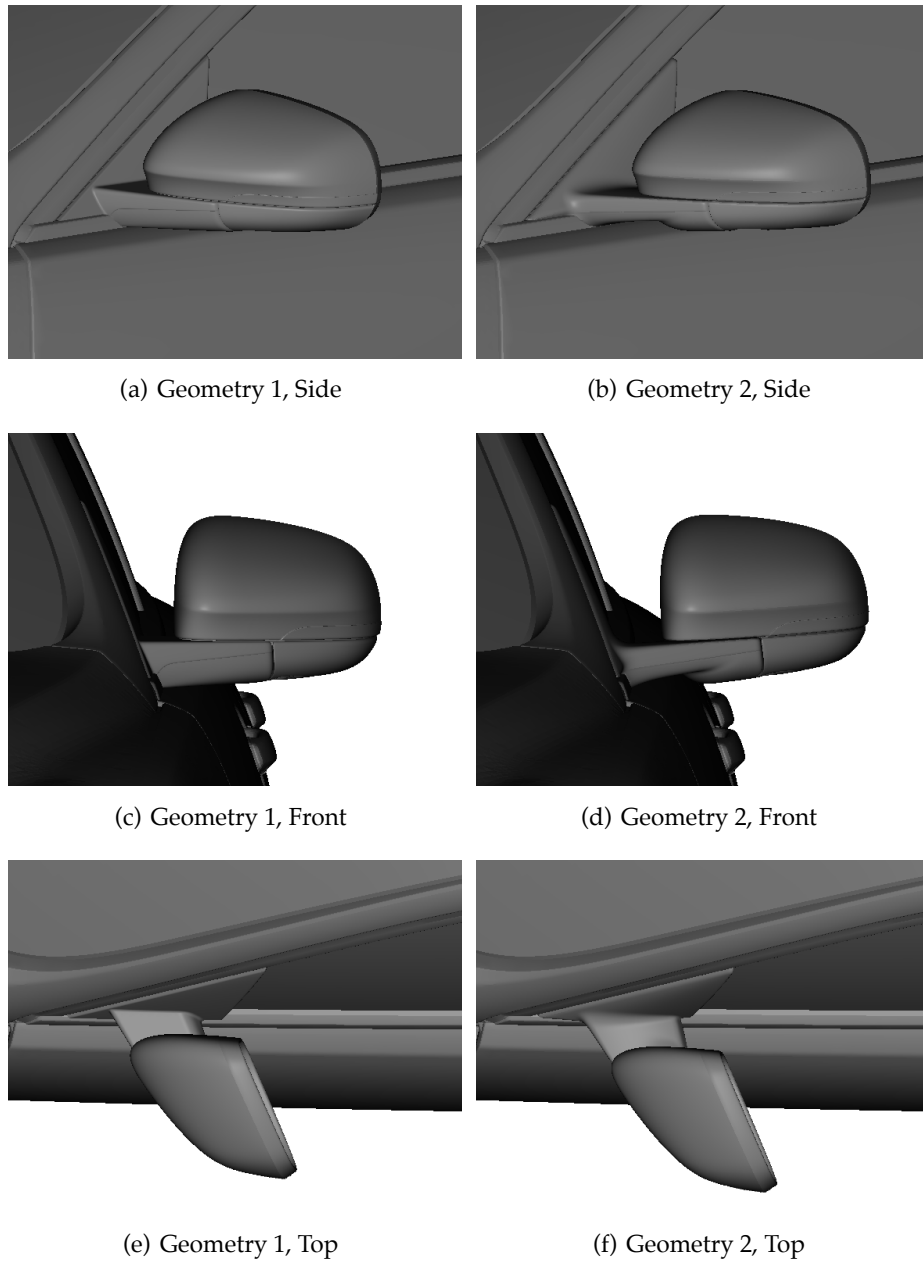 (a) Geometry 1, Side
(b) Geometry 2, Side
(c) Geometry 1, Front
(d) Geometry 2, Front
(e) Geometry 1, Top
(f) Geometry 2, Top